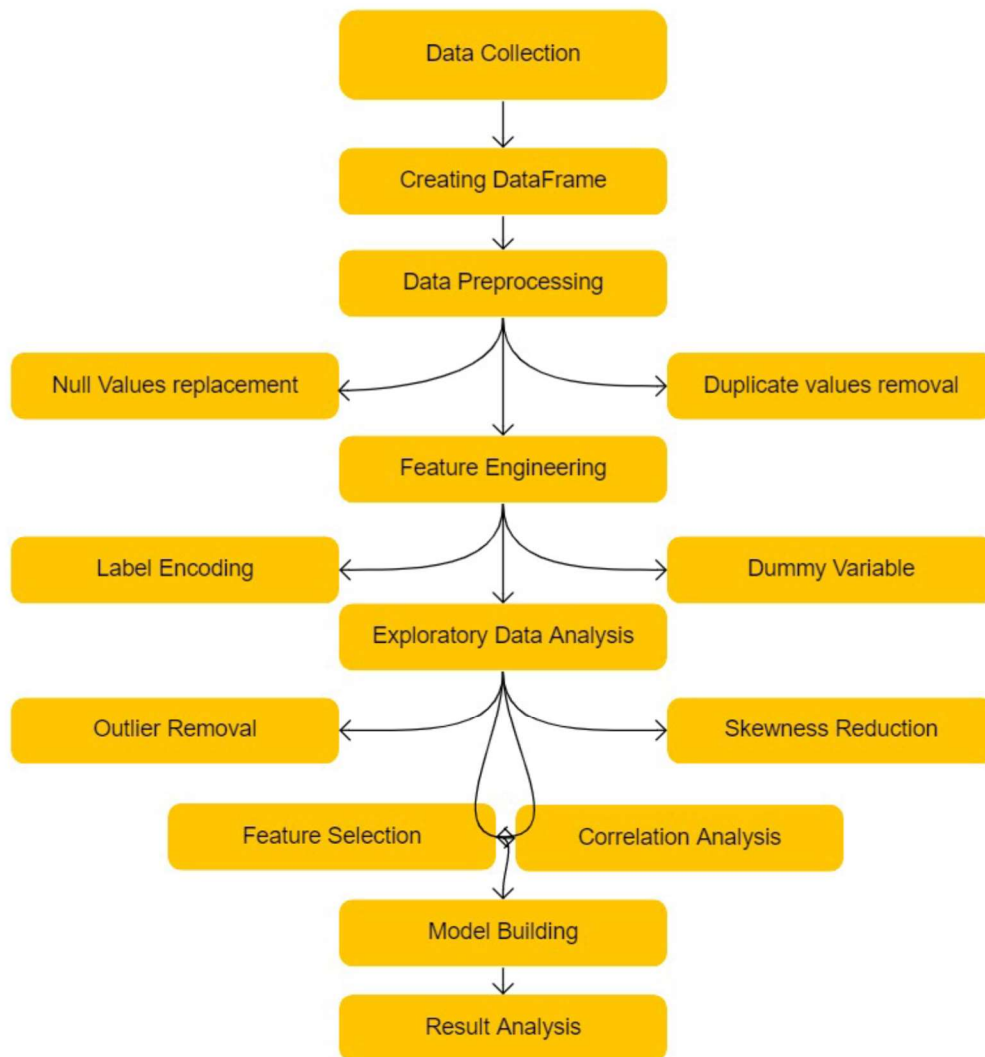 Data Collection
Creating DataFrame
Data Preprocessing
Null Values replacement
Duplicate values removal
Feature Engineering
Label Encoding
Dummy Variable
Exploratory Data Analysis
Outlier Removal
Skewness Reduction
Feature Selection
Correlation Analysis
Model Building
Result Analysis